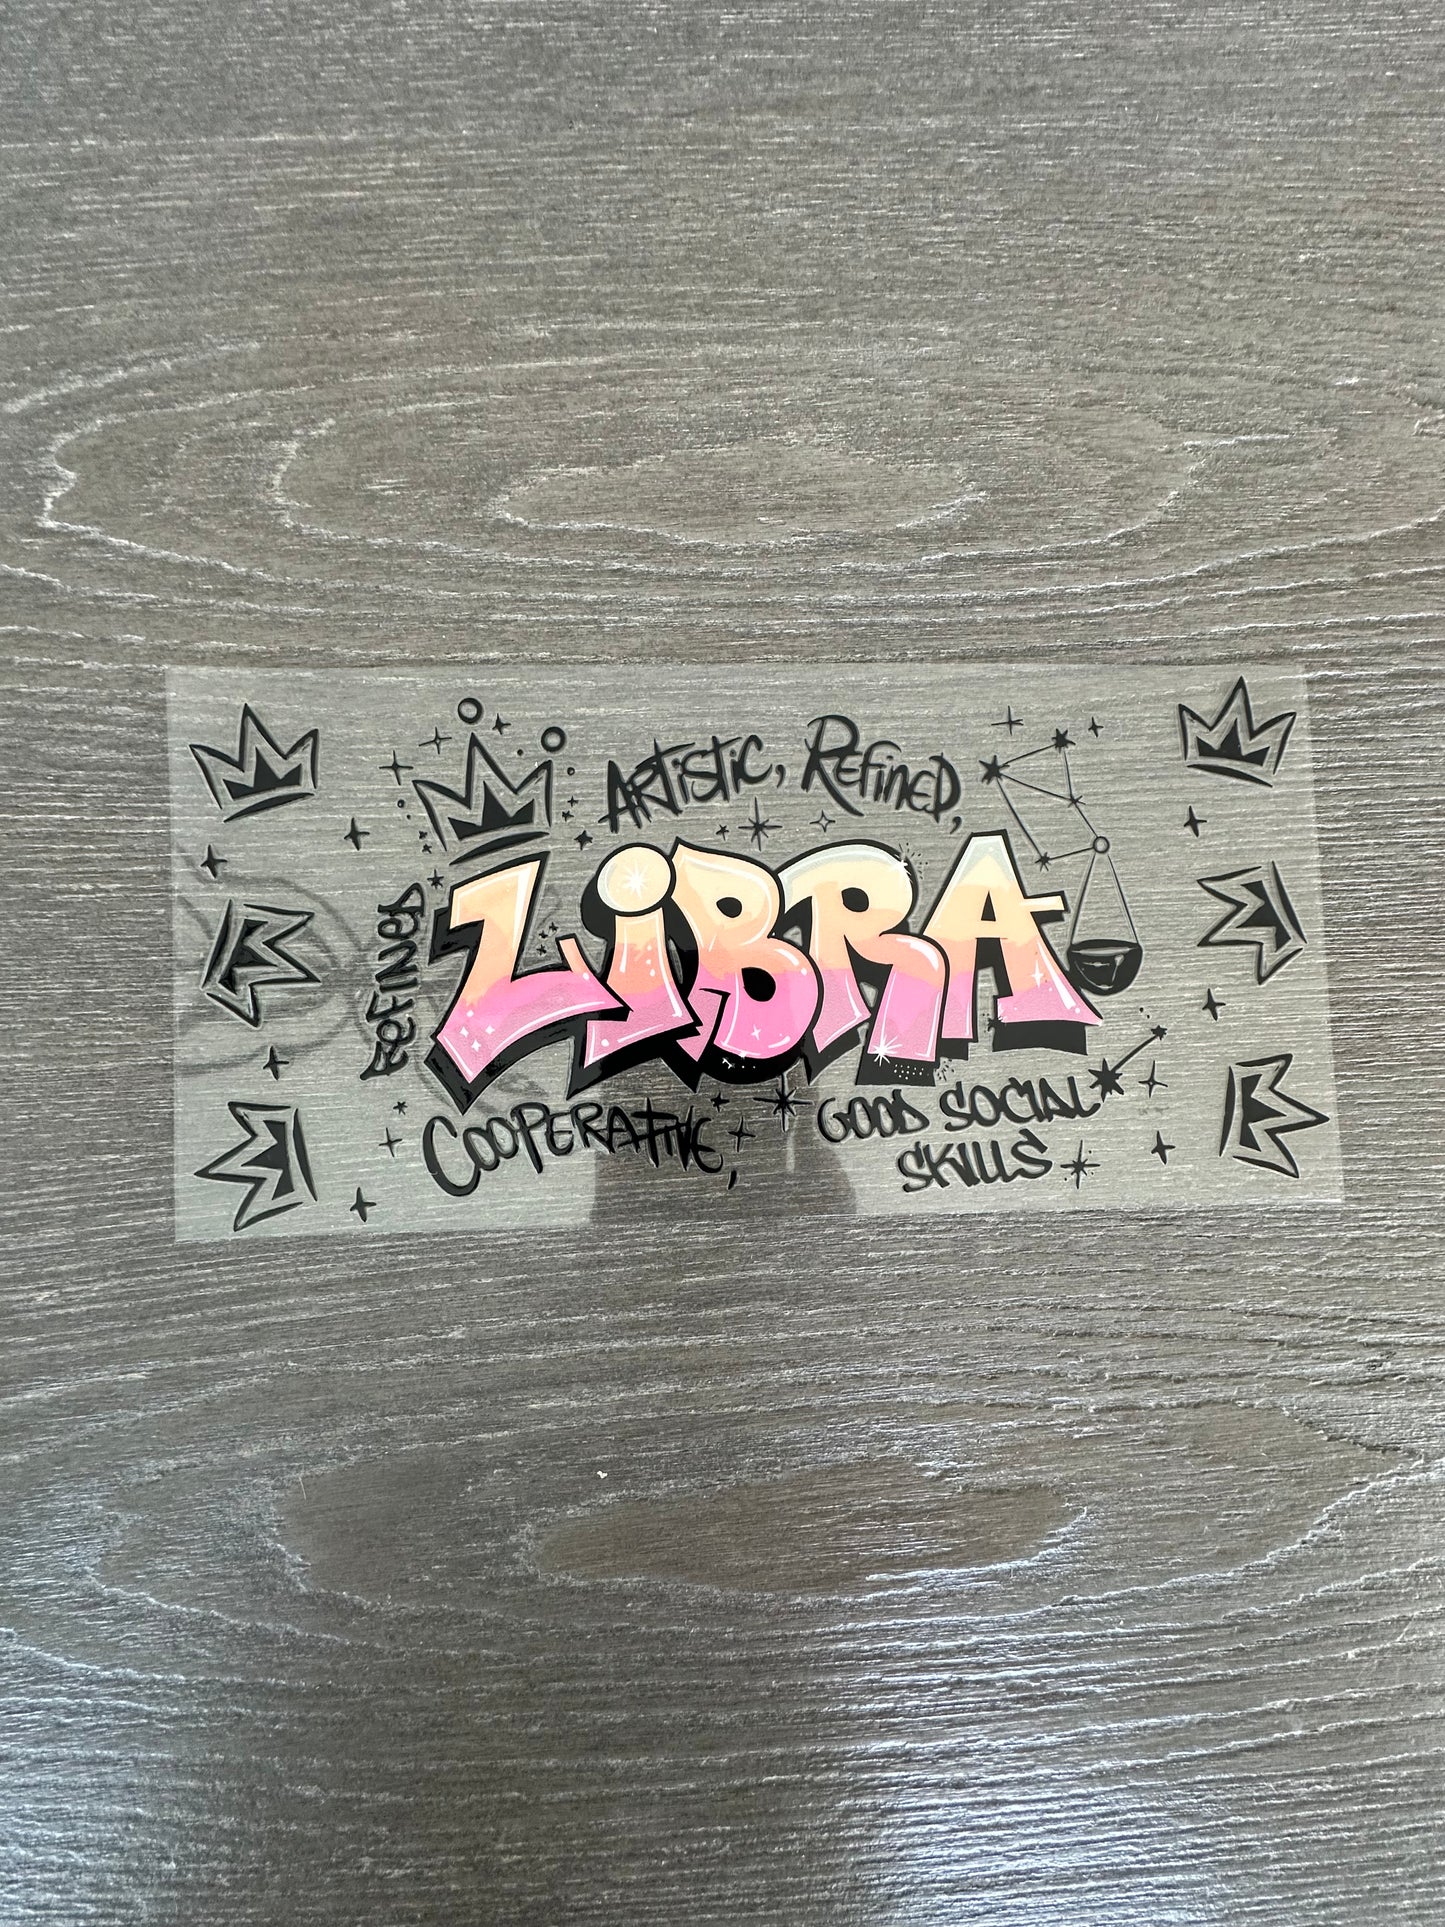 ARTiSTiC, REFiNED,
REFINED
LiBRA
COOPERATIVE,
GOOD SOCIAL
SKILLS